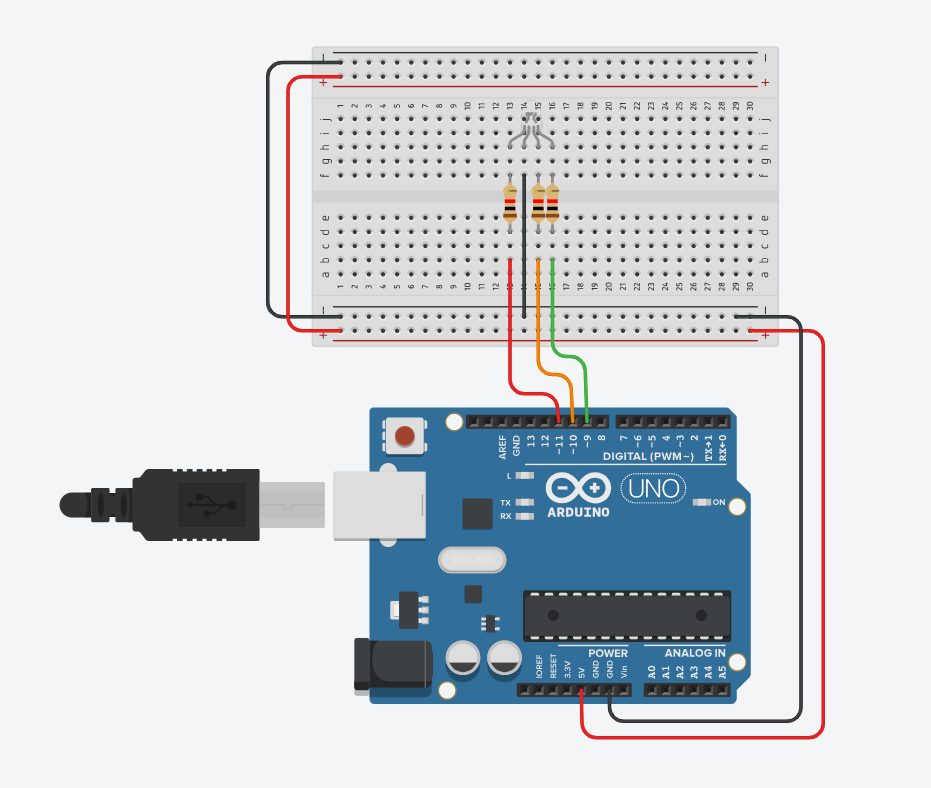 - -
+ +
1 2 3 4 5 6 7 8 9 10 11 12 13 14 15 16 17 18 19 20 21 22 23 24 25 26 27 28 29 30
j j
i i
h h
g g
f f
e e
d d
c c
b b
a a
1 2 3 4 5 6 7 8 9 10 11 12 13 14 15 16 17 18 19 20 21 22 23 24 25 26 27 28 29 30
- -
+ +
AREF GND 13 12 ~11 ~10 ~9 8 7 ~6 ~5 4 ~3 2 TX→1 RX←0
DIGITAL (PWM~)
L
TX
RX
ARDUINO
UNO
ON
POWER ANALOG IN
IOREF RESET 3.3V 5V GND GND Vin A0 A1 A2 A3 A4 A5